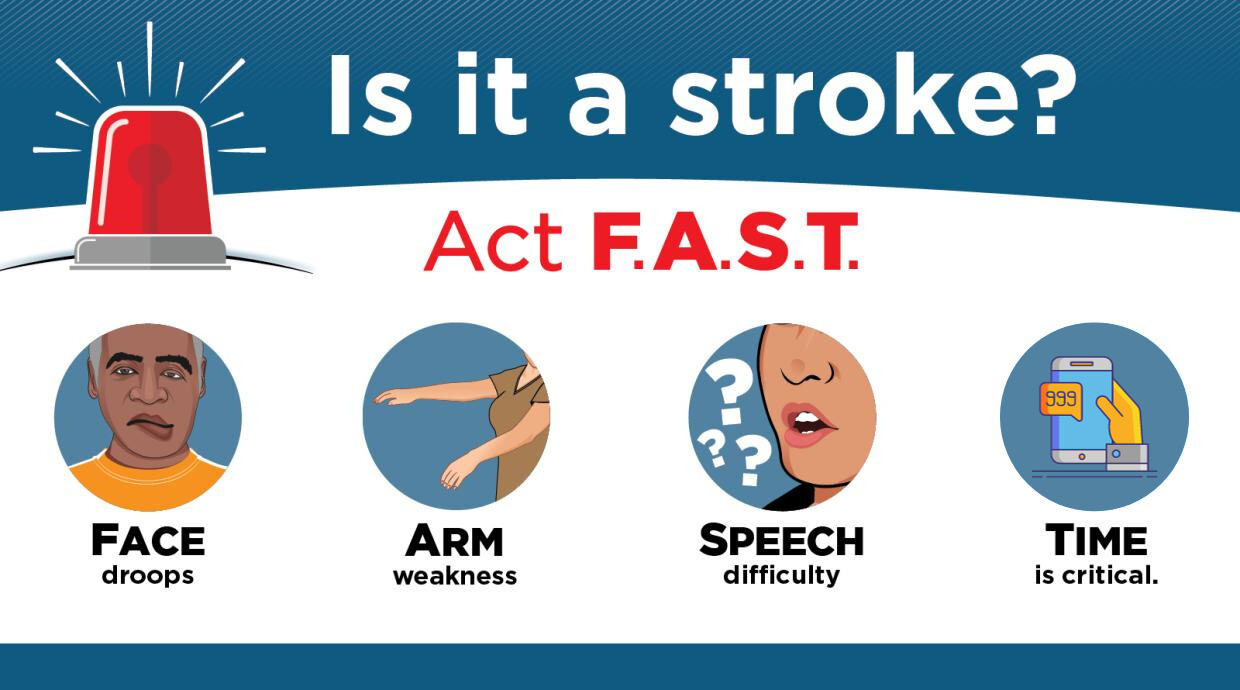 Is it a stroke?
Act F.A.S.T.
FACE
droops
ARM
weakness
SPEECH
difficulty
999
TIME
is critical.
???